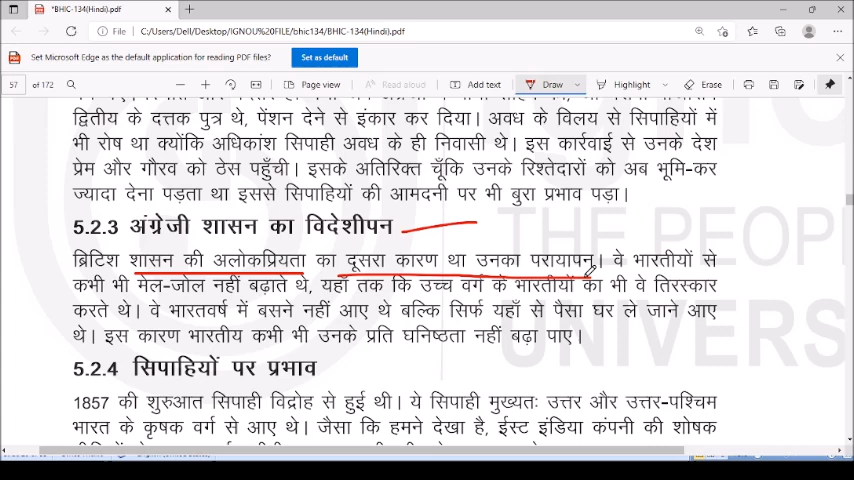 *BHIC-134(Hindi).pdf
File
C:/Users/Dell/Desktop/IGNOU%20FILE/bhic134/BHIC-134(Hindi).pdf
Set Microsoft Edge as the default application for reading PDF files?
Set as default
57 of 172
Page view
Read aloud
Add text
Draw
Highlight
Erase
द्वितीय के दत्तक पुत्र थे, पेंशन देने से इंकार कर दिया। अवध के विलय से सिपाहियों में
भी रोष था क्योंकि अधिकांश सिपाही अवध के ही निवासी थे। इस कार्रवाई से उनके देश
प्रेम और गौरव को ठेस पहुँची। इसके अतिरिक्त चूँकि उनके रिश्तेदारों को अब भूमि-कर
ज्यादा देना पड़ता था इससे सिपाहियों की आमदनी पर भी बुरा प्रभाव पड़ा।
5.2.3 अंग्रेजी शासन का विदेशीपन
ब्रिटिश शासन की अलोकप्रियता का दूसरा कारण था उनका परायापन। वे भारतीयों से
कभी भी मेल-जोल नहीं बढ़ाते थे, यहाँ तक कि उच्च वर्ग के भारतीयों का भी वे तिरस्कार
करते थे। वे भारतवर्ष में बसने नहीं आए थे बल्कि सिर्फ यहाँ से पैसा घर ले जाने आए
थे। इस कारण भारतीय कभी भी उनके प्रति घनिष्ठता नहीं बढ़ा पाए।
5.2.4 सिपाहियों पर प्रभाव
1857 की शुरुआत सिपाही विद्रोह से हुई थी। ये सिपाही मुख्यतः उत्तर और उत्तर-पश्चिम
भारत के कृषक वर्ग से आए थे। जैसा कि हमने देखा है, ईस्ट इंडिया कंपनी की शोषक
THE PEOP
UNIVERS